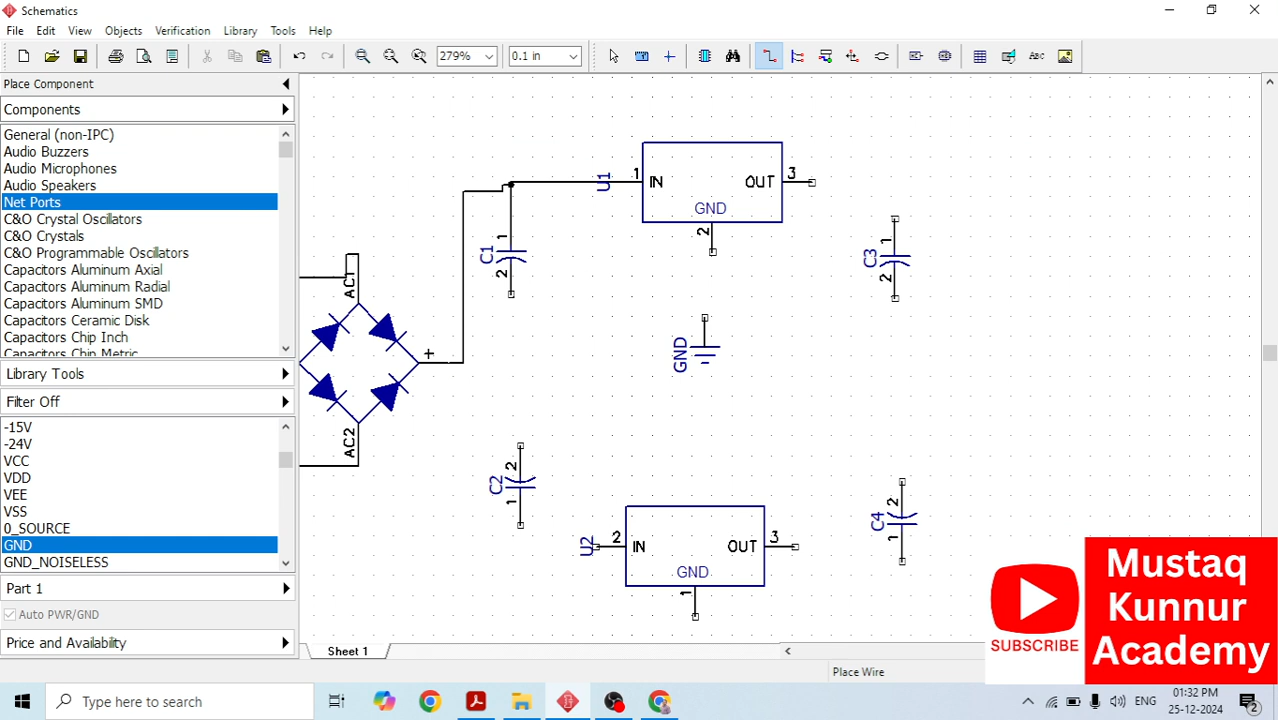 Schematics
File Edit View Objects Verification Library Tools Help
279% 0.1 in
ABC
Place Component
Components
General (non-IPC)
Audio Buzzers
Audio Microphones
Audio Speakers
Net Ports
C&O Crystal Oscillators
C&O Crystals
C&O Programmable Oscillators
Capacitors Aluminum Axial
Capacitors Aluminum Radial
Capacitors Aluminum SMD
Capacitors Ceramic Disk
Capacitors Chip Inch
Capacitors Chip Metric
Library Tools
Filter Off
-15V
-24V
VCC
VDD
VEE
VSS
0_SOURCE
GND
GND_NOISELESS
Part 1
Auto PWR/GND
Price and Availability
U1 1 IN OUT 3
GND
2
C1 1 2
C3 1 2
AC1
+
GND
AC2
C2 2 1
U2 2 IN OUT 3
GND
1
C4 2 1
Sheet 1
Place Wire
SUBSCRIBE
Mustaq
Kunnur
Academy
Type here to search
ENG
01:32 PM
25-12-2024
2